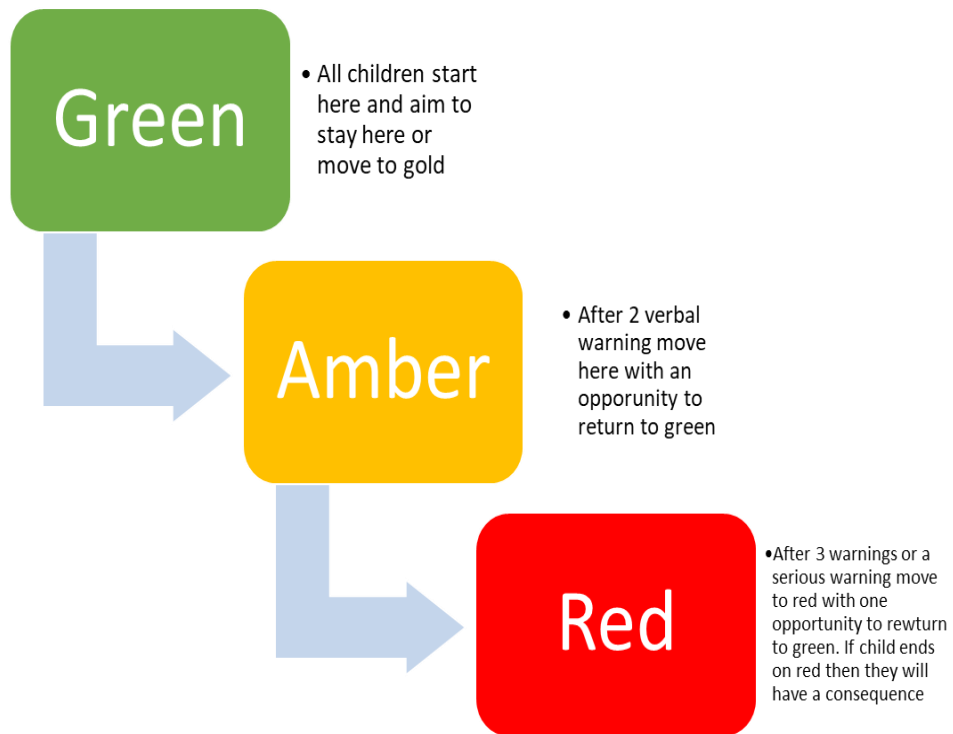 Green
• All children start
here and aim to
stay here or
move to gold
Amber
• After 2 verbal
warning move
here with an
opporunity to
return to green
Red
•After 3 warnings or a
serious warning move
to red with one
opportunity to rewturn
to green. If child ends
on red then they will
have a consequence